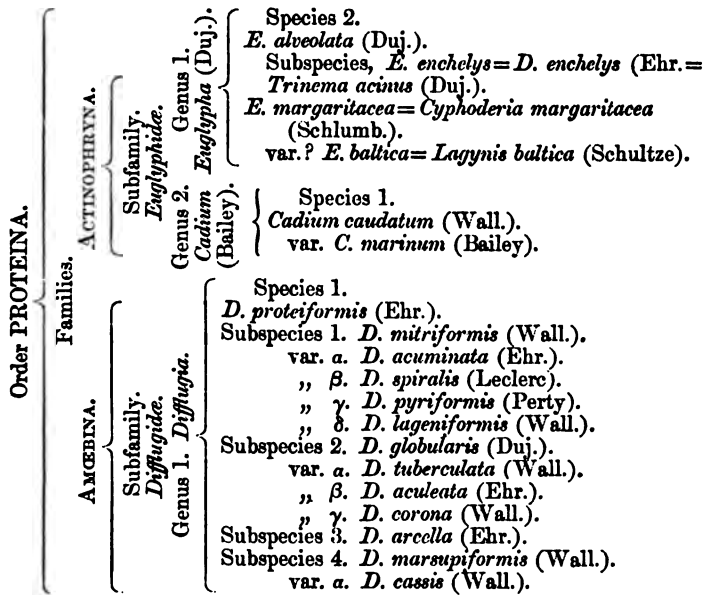 Order PROTEINA.
Families.
ACTINOPHRYNA.
Subfamily.
Euglyphidæ.
Genus 1.
Euglypha (Duj.).
Species 2.
E. alveolata (Duj.).
Subspecies, E. enchelys=D. enchelys (Ehr.=
Trinema acinus (Duj.).
E. margaritacea=Cyphoderia margaritacea
(Schlumb.).
var.? E. baltica=Lagynis baltica (Schultze).
Genus 2.
Cadium
(Bailey).
Species 1.
Cadium caudatum (Wall.).
var. C. marinum (Bailey).
AMŒBINA.
Subfamily.
Difflugidæ.
Genus 1. Difflugia.
Species 1.
D. proteiformis (Ehr.).
Subspecies 1. D. mitriformis (Wall.).
var. α. D. acuminata (Ehr.).
„ β. D. spiralis (Leclerc).
„ γ. D. pyriformis (Perty).
„ δ. D. lageniformis (Wall.).
Subspecies 2. D. globularis (Duj.).
var. α. D. tuberculata (Wall.).
„ β. D. aculeata (Ehr.).
„ γ. D. corona (Wall.).
Subspecies 3. D. arcella (Ehr.).
Subspecies 4. D. marsupiformis (Wall.).
var. α. D. cassis (Wall.).